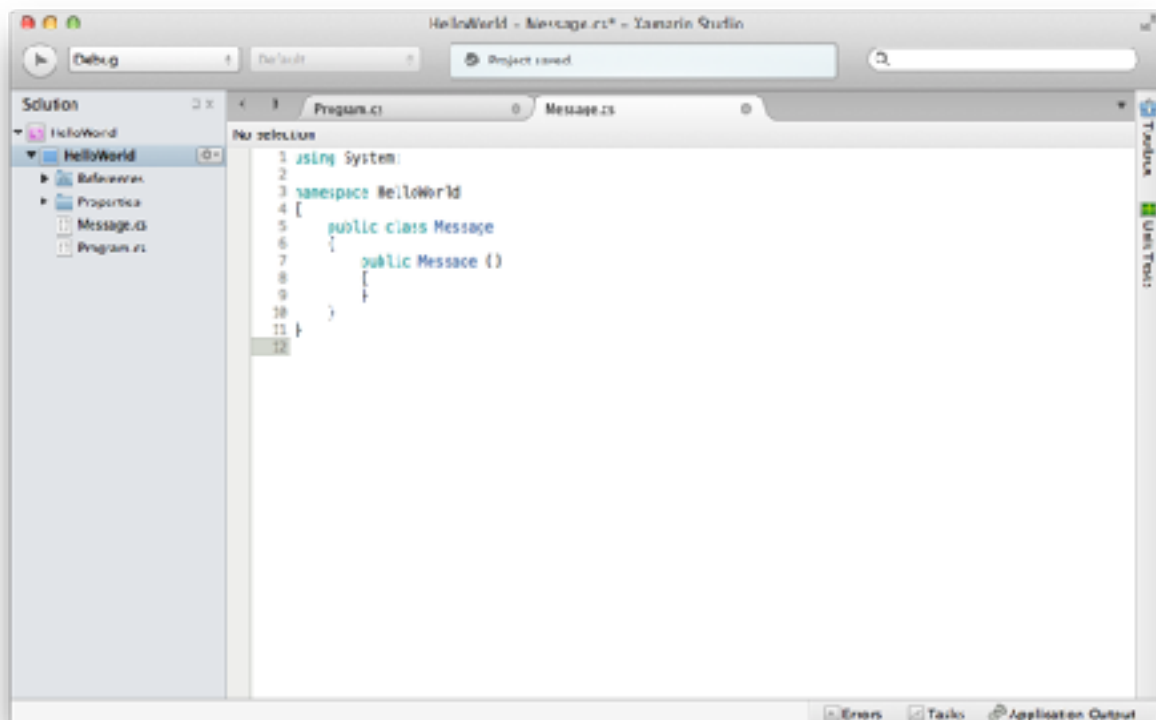 HelloWorld – Message.cs* – Xamarin Studio
Debug
Default
Project saved.
Solution
Program.cs
Message.cs
No selection
HelloWorld
HelloWorld
References
Properties
Message.cs
Program.cs
1 using System;
2
3 namespace HelloWorld
4 {
5 public class Message
6 {
7 public Message ()
8 {
9 }
10 }
11 }
12
Toolbox
Unit Tests
Errors
Tasks
Application Output